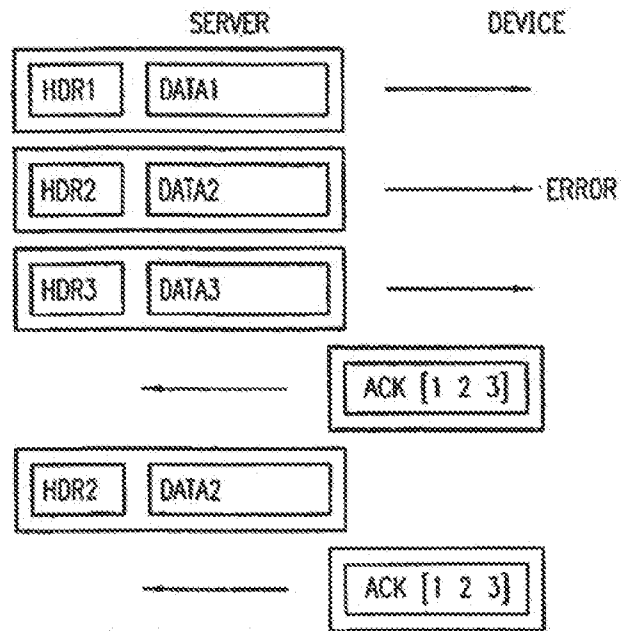 SERVER DEVICE
HDR1 DATA1
HDR2 DATA2 ERROR
HDR3 DATA3
ACK [1 2 3]
HDR2 DATA2
ACK [1 2 3]